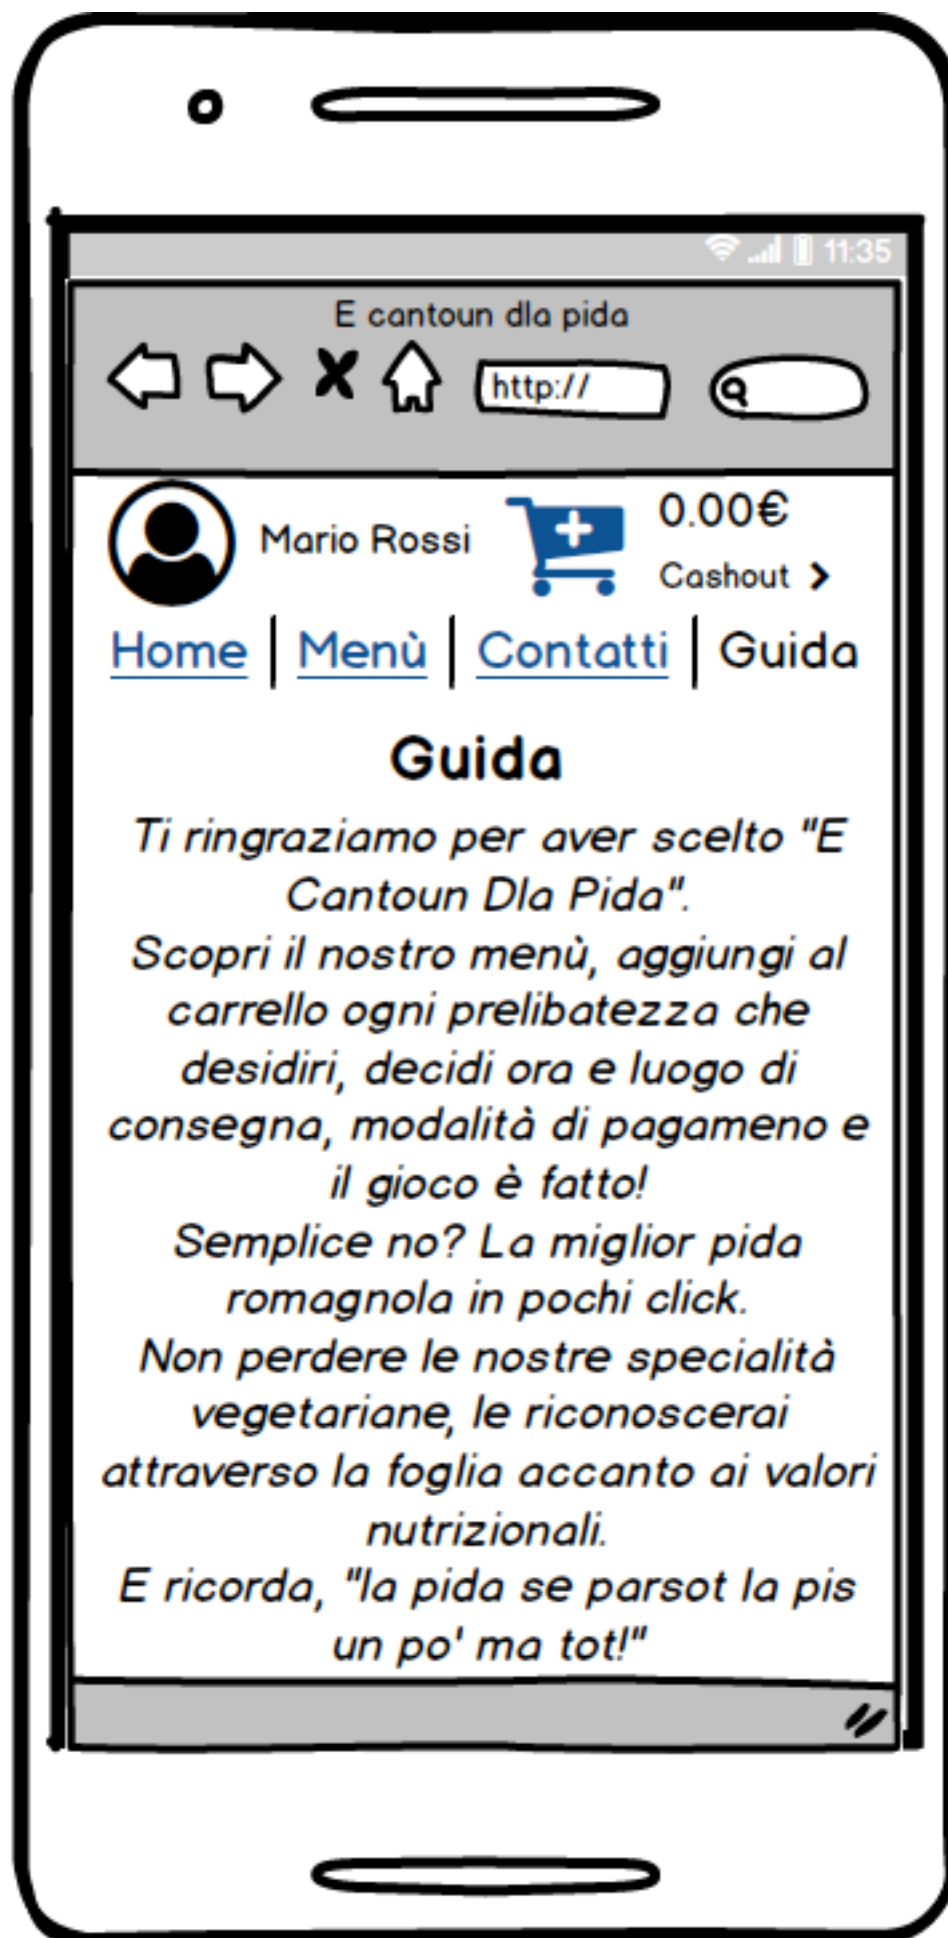 11:35
E cantoun dla pida
http://
Mario Rossi
0.00€
Cashout
Home | Menù | Contatti | Guida
Guida
Ti ringraziamo per aver scelto "E
Cantoun Dla Pida".
Scopri il nostro menù, aggiungi al
carrello ogni prelibatezza che
desidiri, decidi ora e luogo di
consegna, modalità di pagameno e
il gioco è fatto!
Semplice no? La miglior pida
romagnola in pochi click.
Non perdere le nostre specialità
vegetariane, le riconoscerai
attraverso la foglia accanto ai valori
nutrizionali.
E ricorda, "la pida se parsot la pis
un po' ma tot!"